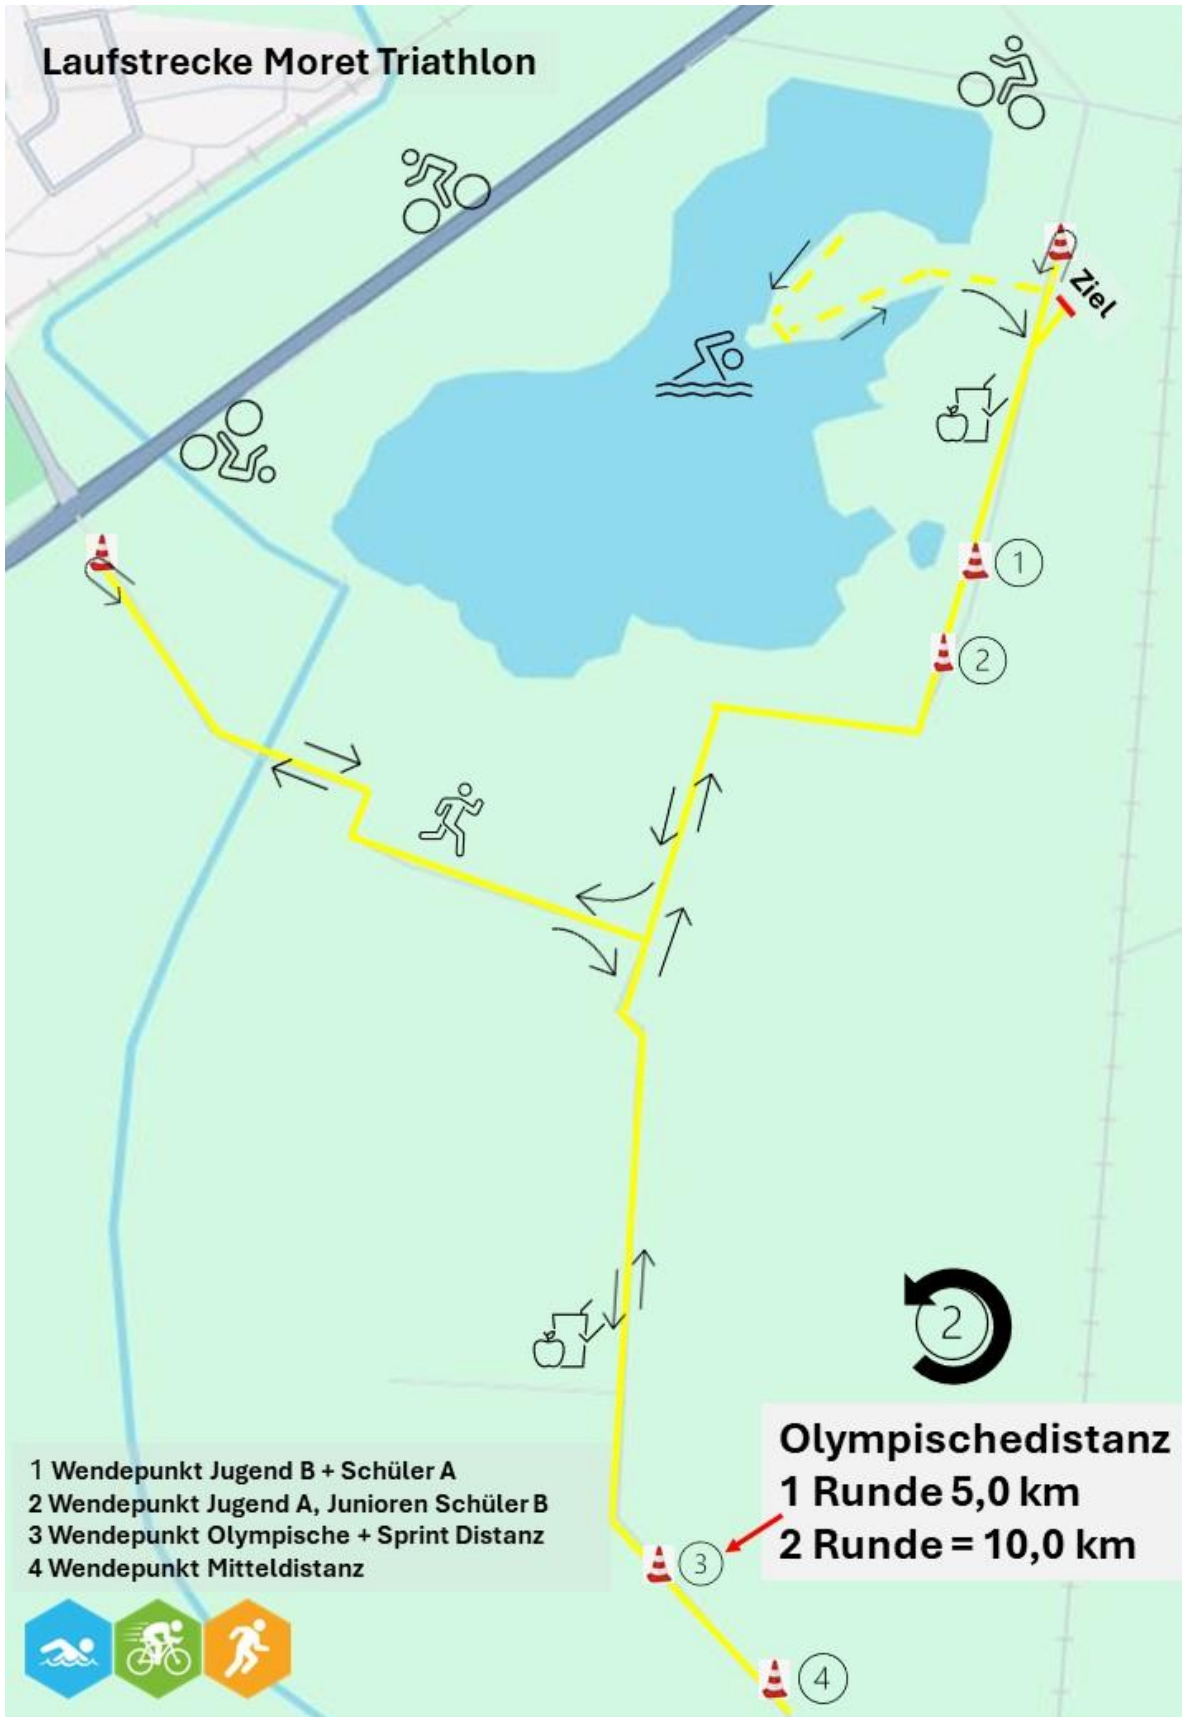 Laufstrecke Moret Triathlon
Ziel
1
2
2
Olympischedistanz
1 Runde 5,0 km
2 Runde = 10,0 km
1 Wendepunkt Jugend B + Schüler A
2 Wendepunkt Jugend A, Junioren Schüler B
3 Wendepunkt Olympische + Sprint Distanz
4 Wendepunkt Mitteldistanz
3
4